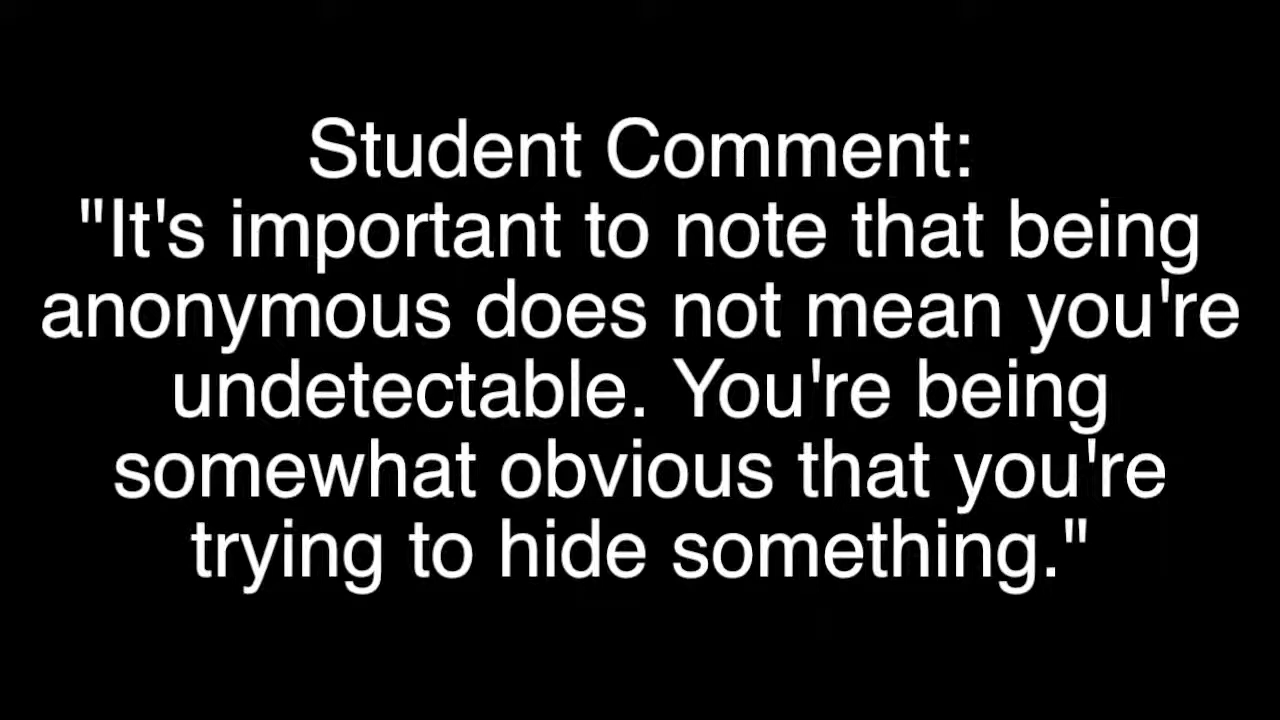 Student Comment:
"It's important to note that being
anonymous does not mean you're
undetectable. You're being
somewhat obvious that you're
trying to hide something."